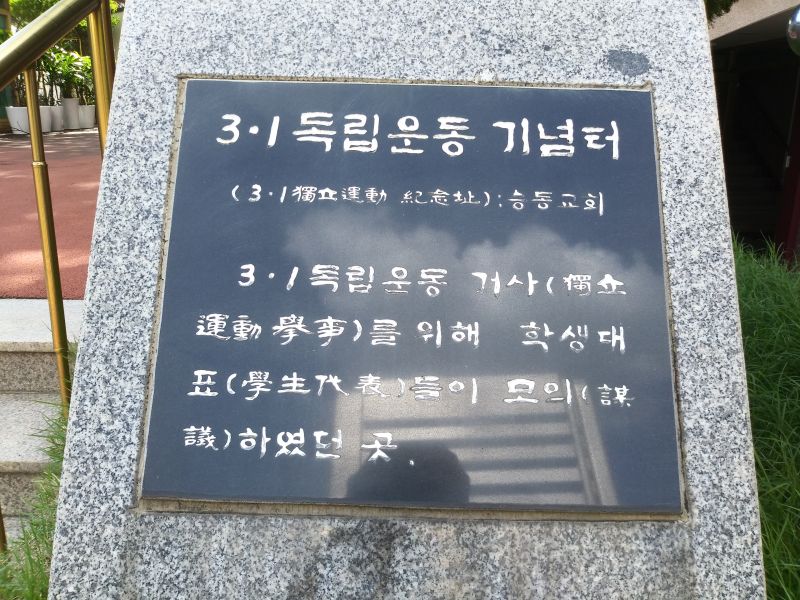 3·1독립운동 기념터
(3·1獨立運動 紀念址):승동교회
3·1독립운동 거사(獨立
運動 擧事)를 위해 학생대
표(學生代表)들이 모의(謀
議)하였던 곳.